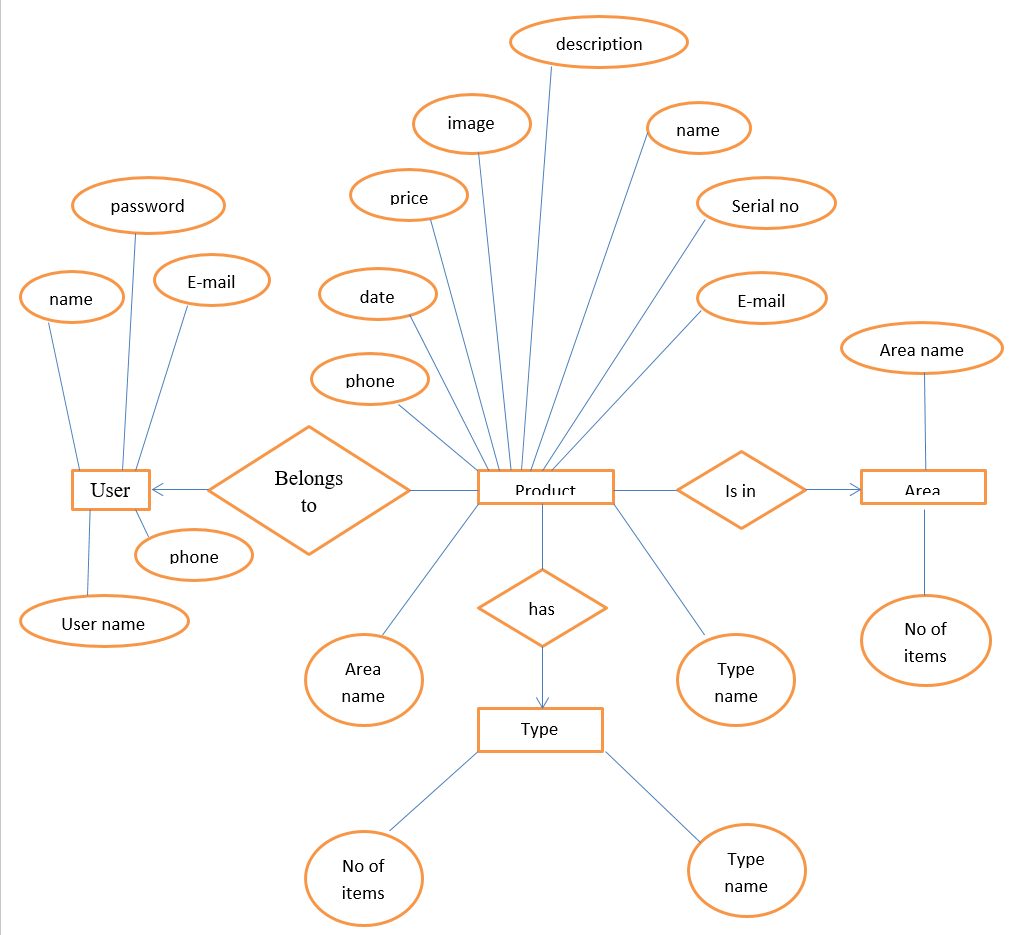 description
image
name
price
password
Serial no
E-mail
name
date
E-mail
Area name
phone
Belongs
to
User
Product
Is in
Area
phone
has
User name
No of
items
Area
name
Type
name
Type
No of
items
Type
name